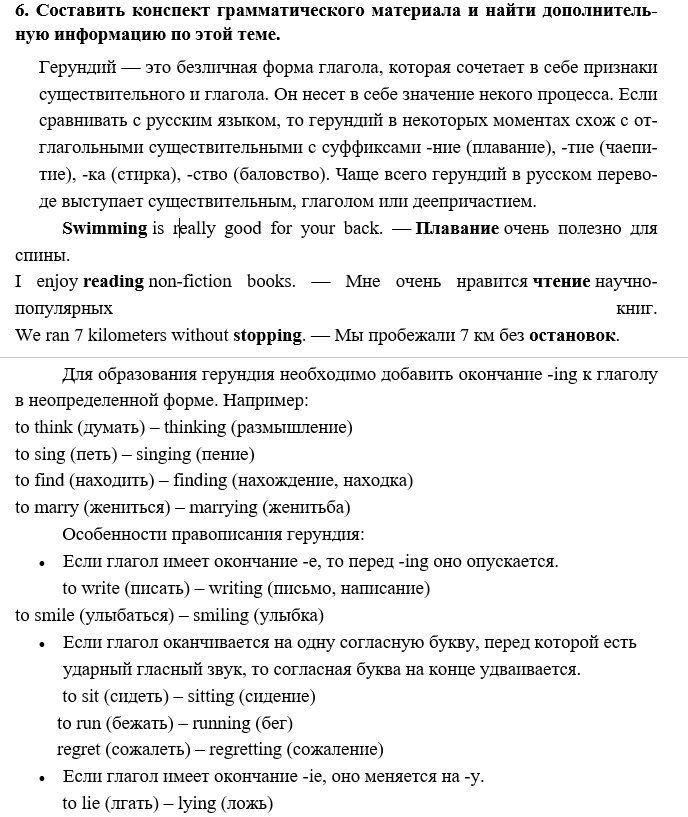 6. Составить конспект грамматического материала и найти дополнитель-
ную информацию по этой теме.
Герундий — это безличная форма глагола, которая сочетает в себе признаки
существительного и глагола. Он несет в себе значение некого процесса. Если
сравнивать с русским языком, то герундий в некоторых моментах схож с от-
глагольными существительными с суффиксами -ние (плавание), -тие (чаепи-
тие), -ка (стирка), -ство (баловство). Чаще всего герундий в русском перево-
де выступает существительным, глаголом или деепричастием.
Swimming is really good for your back. — Плавание очень полезно для
спины.
I enjoy reading non-fiction books. — Мне очень нравится чтение научно-
популярных книг.
We ran 7 kilometers without stopping. — Мы пробежали 7 км без остановок.
Для образования герундия необходимо добавить окончание -ing к глаголу
в неопределенной форме. Например:
to think (думать) – thinking (размышление)
to sing (петь) – singing (пение)
to find (находить) – finding (нахождение, находка)
to marry (жениться) – marrying (женитьба)
Особенности правописания герундия:
• Если глагол имеет окончание -e, то перед -ing оно опускается.
to write (писать) – writing (письмо, написание)
to smile (улыбаться) – smiling (улыбка)
• Если глагол оканчивается на одну согласную букву, перед которой есть
ударный гласный звук, то согласная буква на конце удваивается.
to sit (сидеть) – sitting (сидение)
to run (бежать) – running (бег)
regret (сожалеть) – regretting (сожаление)
• Если глагол имеет окончание -ie, оно меняется на -y.
to lie (лгать) – lying (ложь)